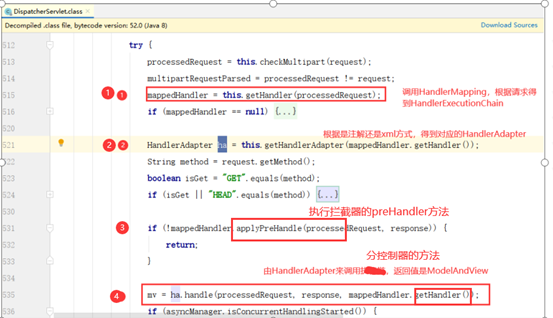 DispatcherServlet.class
Decompiled .class file, bytecode version: 52.0 (Java 8)
Download Sources
512 try {
513 processedRequest = this.checkMultipart(request);
514 multipartRequestParsed = processedRequest != request;
① ① 515 mappedHandler = this.getHandler(processedRequest);
调用HandlerMapping，根据请求得
到HandlerExecutionChain
516 if (mappedHandler == null) {...}
根据是注解还是xml方式，得到对应的HandlerAdapter
② ② 521 HandlerAdapter ha = this.getHandlerAdapter(mappedHandler.getHandler());
522 String method = request.getMethod();
523 boolean isGet = "GET".equals(method);
524 if (isGet || "HEAD".equals(method)) {...}
530
执行拦截器的preHandler方法
③ 531 if (!mappedHandler.applyPreHandle(processedRequest, response)) {
532 return;
533 }
分控制器的方法
534
由HandlerAdapter来调用 ，返回值是ModelAndView
④ 535 mv = ha.handle(processedRequest, response, mappedHandler.getHandler());
536 if (asyncManager.isConcurrentHandlingStarted()) {